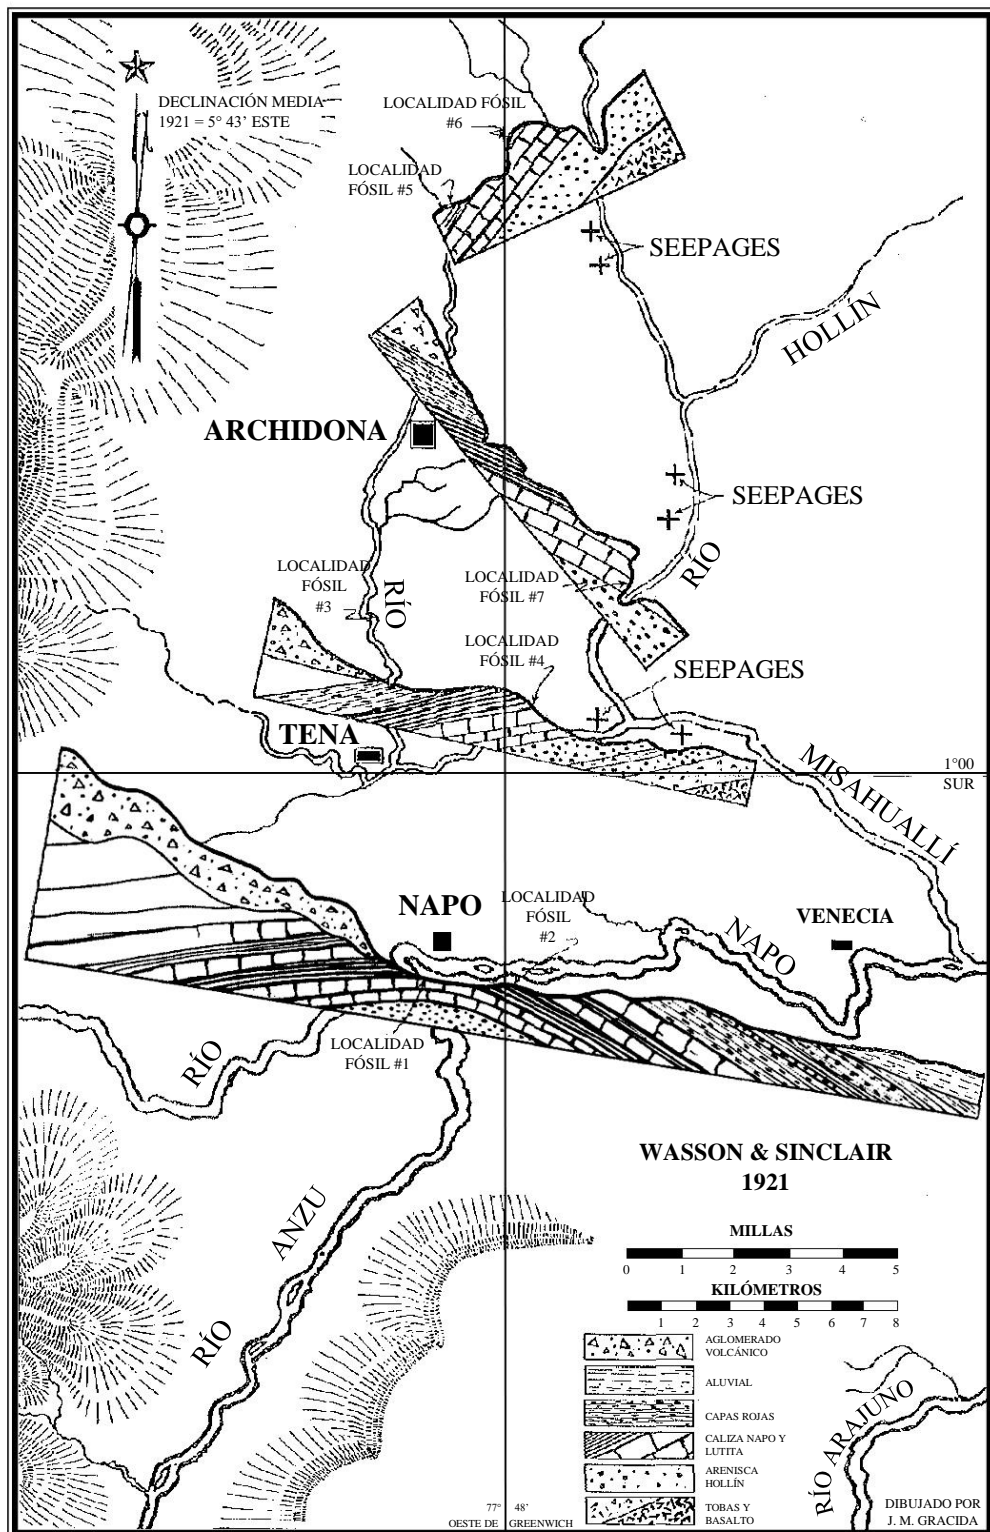 DECLINACIÓN MEDIA
1921 = 5° 43' ESTE
LOCALIDAD FÓSIL
#6
LOCALIDAD
FÓSIL #5
SEEPAGES
HOLLÍN
ARCHIDONA
SEEPAGES
RÍO
LOCALIDAD
FÓSIL
#3
RÍO
LOCALIDAD
FÓSIL #7
LOCALIDAD
FÓSIL #4
SEEPAGES
TENA
1°00
SUR
MISAHUALLÍ
NAPO
LOCALIDAD
FÓSIL
#2
NAPO
VENECIA
RÍO
LOCALIDAD
FÓSIL #1
RÍO ANZU
WASSON & SINCLAIR
1921
MILLAS
0 1 2 3 4 5
KILÓMETROS
1 2 3 4 5 6 7 8
AGLOMERADO
VOLCÁNICO
ALUVIAL
CAPAS ROJAS
CALIZA NAPO Y
LUTITA
ARENISCA
HOLLÍN
TOBAS Y
BASALTO
RÍO ARAJUNO
77° 48'
OESTE DE GREENWICH
DIBUJADO POR
J. M. GRACIDA